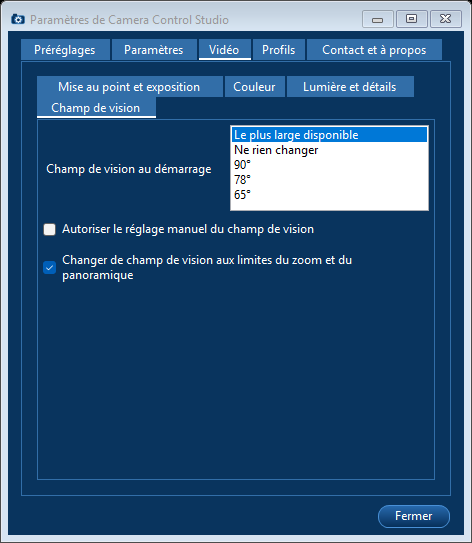 Paramètres de Camera Control Studio
Préréglages Paramètres Vidéo Profils Contact et à propos
Mise au point et exposition Couleur Lumière et détails
Champ de vision
Champ de vision au démarrage
Le plus large disponible
Ne rien changer
90°
78°
65°
Autoriser le réglage manuel du champ de vision
Changer de champ de vision aux limites du zoom et du
panoramique
Fermer